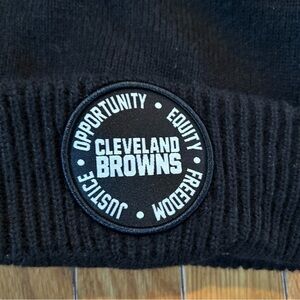 OPPORTUNITY • EQUITY • FREEDOM • JUSTICE •
CLEVELAND
BROWNS